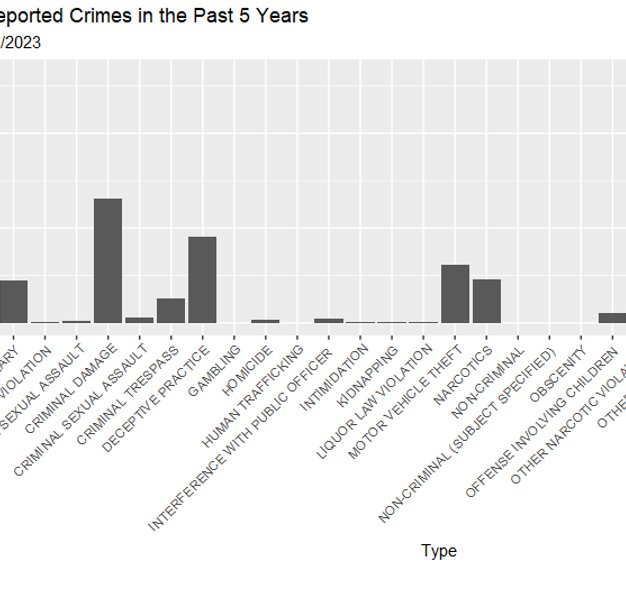 eported Crimes in the Past 5 Years
/2023
ARY
VIOLATION
SEXUAL ASSAULT
CRIMINAL DAMAGE
CRIMINAL SEXUAL ASSAULT
CRIMINAL TRESPASS
DECEPTIVE PRACTICE
GAMBLING
HOMICIDE
HUMAN TRAFFICKING
INTERFERENCE WITH PUBLIC OFFICER
INTIMIDATION
KIDNAPPING
LIQUOR LAW VIOLATION
MOTOR VEHICLE THEFT
NARCOTICS
NON-CRIMINAL
NON-CRIMINAL (SUBJECT SPECIFIED)
OBSCENITY
OFFENSE INVOLVING CHILDREN
OTHER NARCOTIC VIOLA
OTHE
Type